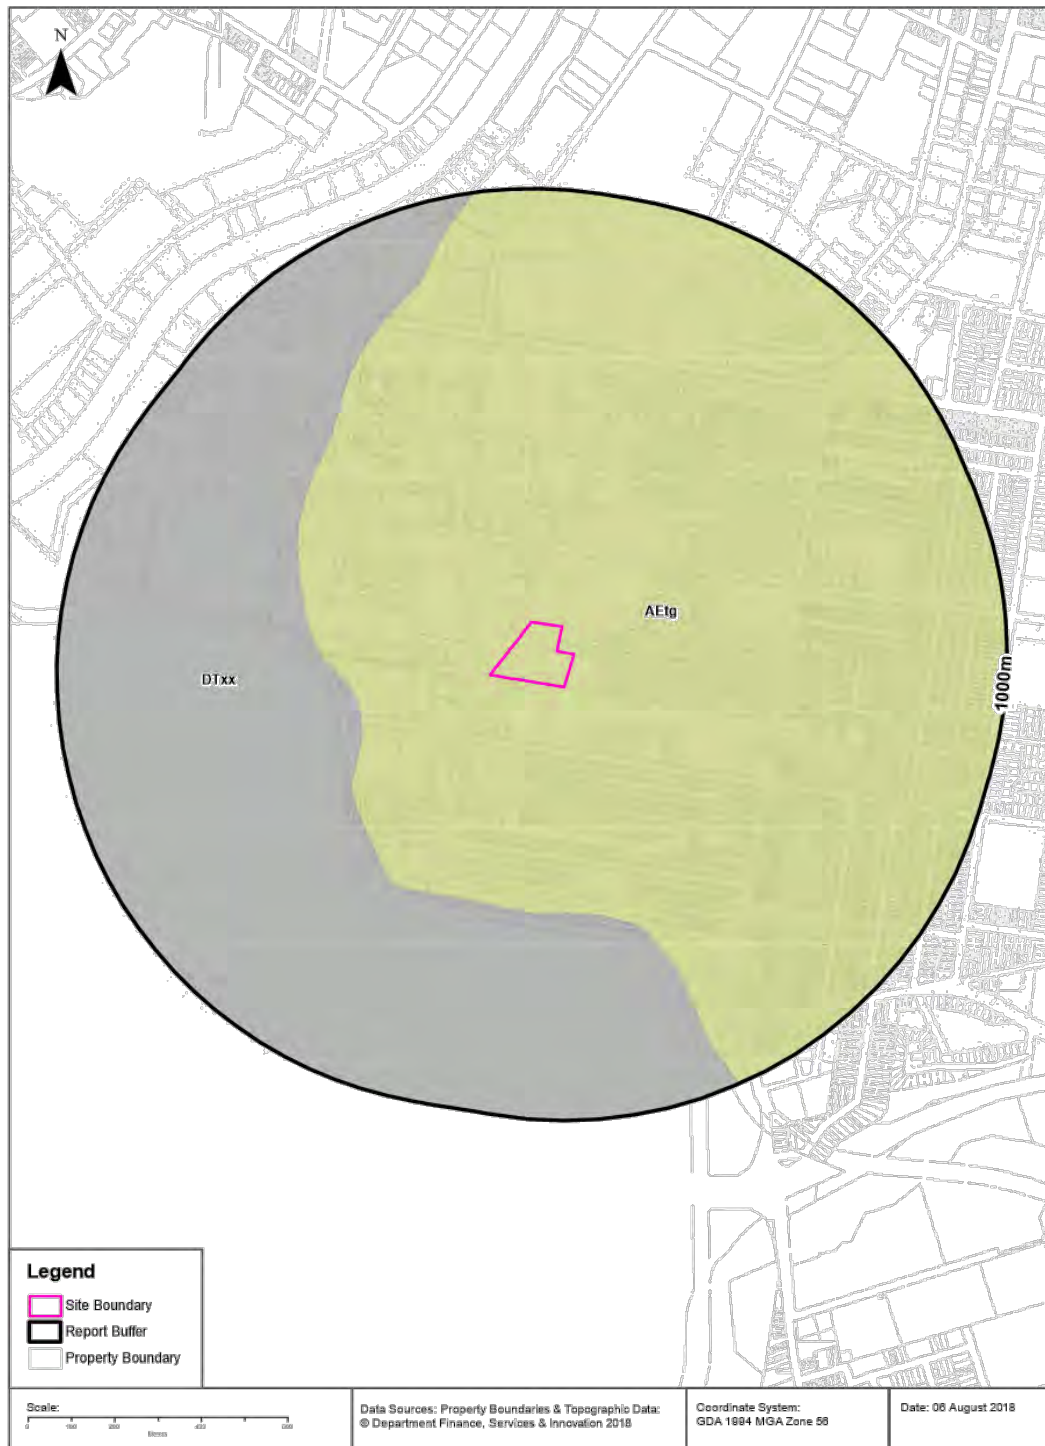 N
AEtg
DTxx
1000m
Legend
Site Boundary
Report Buffer
Property Boundary
Scale:
0
Data Sources: Property Boundaries & Topographic Data:
© Department Finance, Services & Innovation 2018
Coordinate System:
GDA 1994 MGA Zone 56
Date: 06 August 2018